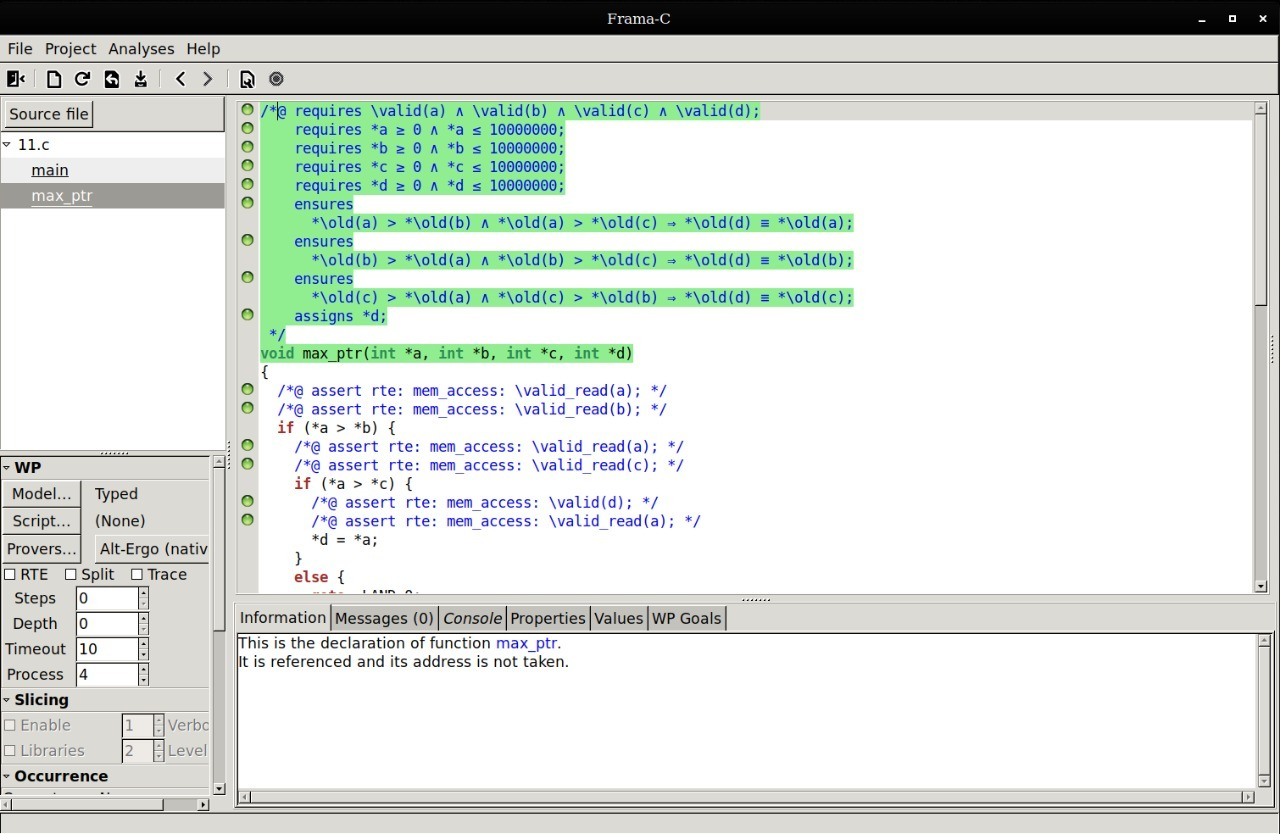 Frama-C
File Project Analyses Help
Source file
11.c
main
max_ptr
/*@ requires \valid(a) ∧ \valid(b) ∧ \valid(c) ∧ \valid(d);
requires *a ≥ 0 ∧ *a ≤ 10000000;
requires *b ≥ 0 ∧ *b ≤ 10000000;
requires *c ≥ 0 ∧ *c ≤ 10000000;
requires *d ≥ 0 ∧ *d ≤ 10000000;
ensures
*\old(a) > *\old(b) ∧ *\old(a) > *\old(c) ⇒ *\old(d) ≡ *\old(a);
ensures
*\old(b) > *\old(a) ∧ *\old(b) > *\old(c) ⇒ *\old(d) ≡ *\old(b);
ensures
*\old(c) > *\old(a) ∧ *\old(c) > *\old(b) ⇒ *\old(d) ≡ *\old(c);
assigns *d;
*/
void max_ptr(int *a, int *b, int *c, int *d)
{
/*@ assert rte: mem_access: \valid_read(a); */
/*@ assert rte: mem_access: \valid_read(b); */
if (*a > *b) {
/*@ assert rte: mem_access: \valid_read(a); */
/*@ assert rte: mem_access: \valid_read(c); */
if (*a > *c) {
/*@ assert rte: mem_access: \valid(d); */
/*@ assert rte: mem_access: \valid_read(a); */
*d = *a;
}
else {
WP
Model... Typed
Script... (None)
Provers... Alt-Ergo (nativ
RTE Split Trace
Steps 0
Depth 0
Timeout 10
Process 4
Slicing
Enable 1 Verbo
Libraries 2 Level
Occurrence
Information Messages (0) Console Properties Values WP Goals
This is the declaration of function max_ptr.
It is referenced and its address is not taken.